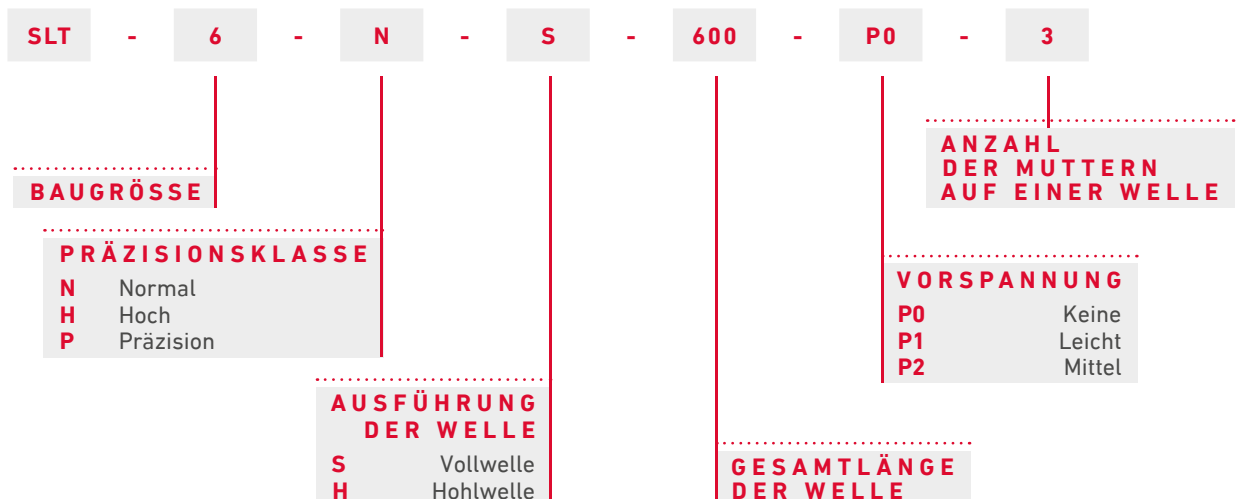 SLT - 6 - N - S - 600 - P0 - 3
BAUGRÖSSE
PRÄZISIONSKLASSE
N Normal
H Hoch
P Präzision
AUSFÜHRUNG
DER WELLE
S Vollwelle
H Hohlwelle
GESAMTLÄNGE
DER WELLE
VORSPANNUNG
P0 Keine
P1 Leicht
P2 Mittel
ANZAHL
DER MUTTERN
AUF EINER WELLE